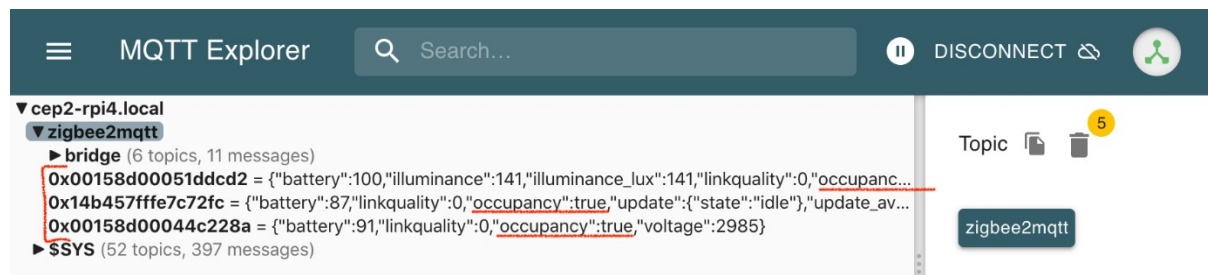 MQTT Explorer
Search...
DISCONNECT
▼ cep2-rpi4.local
▼ zigbee2mqtt
▶ bridge (6 topics, 11 messages)
0x00158d00051ddcd2 = {"battery":100,"illuminance":141,"illuminance_lux":141,"linkquality":0,"occupanc...
0x14b457fffe7c72fc = {"battery":87,"linkquality":0,"occupancy":true,"update":{"state":"idle"},"update_av...
0x00158d00044c228a = {"battery":91,"linkquality":0,"occupancy":true,"voltage":2985}
▶ $SYS (52 topics, 397 messages)
Topic
5
zigbee2mqtt